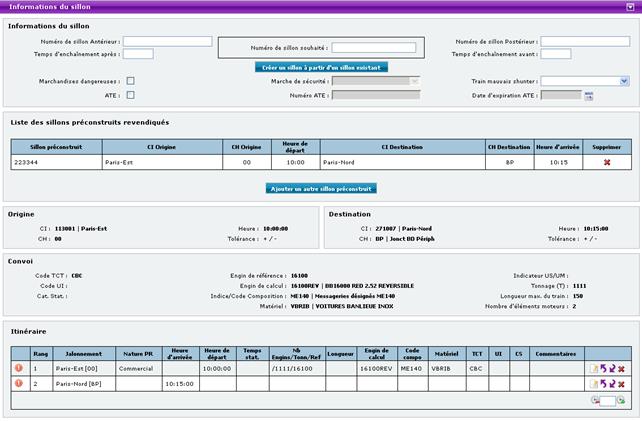 Informations du sillon
Informations du sillon
Numéro de sillon Antérieur :
Numéro de sillon souhaité :
Numéro de sillon Postérieur :
Temps d'enchaînement après :
Temps d'enchaînement avant :
Créer un sillon à partir d'un sillon existant
Marchandises dangereuses :
Marche de sécurité :
Train mauvais shunter :
ATE :
Numéro ATE :
Date d'expiration ATE :
Liste des sillons préconstruits revendiqués
Sillon préconstruit CI Origine CH Origine Heure de départ CI Destination CH Destination Heure d'arrivée Supprimer
223344 Paris-Est 00 10:00 Paris-Nord BP 10:15
Ajouter un autre sillon préconstruit
Origine
CI : 113001 | Paris-Est Heure : 10:00:00
CH : 00 Tolérance : + / -
Destination
CI : 271007 | Paris-Nord Heure : 10:15:00
CH : BP | Jonct BD Périph Tolérance : + / -
Convoi
Code TCT : CBC Engin de référence : 16100 Indicateur US/UM :
Code UI : Engin de calcul : 16100REV | BB16000 RED 2.52 REVERSIBLE Tonnage (T) : 1111
Cat. Stat. : Indice/Code Composition : ME140 | Messageries désignés ME140 Longueur max. du train : 150
Matériel : VBRIB | VOITURES BANLIEUE INOX Nombre d'éléments moteurs : 2
Itinéraire
Rang Jalonnement Nature PR Heure d'arrivée Heure de départ Temps stat. Nb Engins/Tonn/Ref Longueur Engin de calcul Code compo Matériel TCT UI CS Commentaires
1 Paris-Est [00] Commercial 10:00:00 /1111/16100 16100REV ME140 VBRIB CBC
2 Paris-Nord [BP] 10:15:00